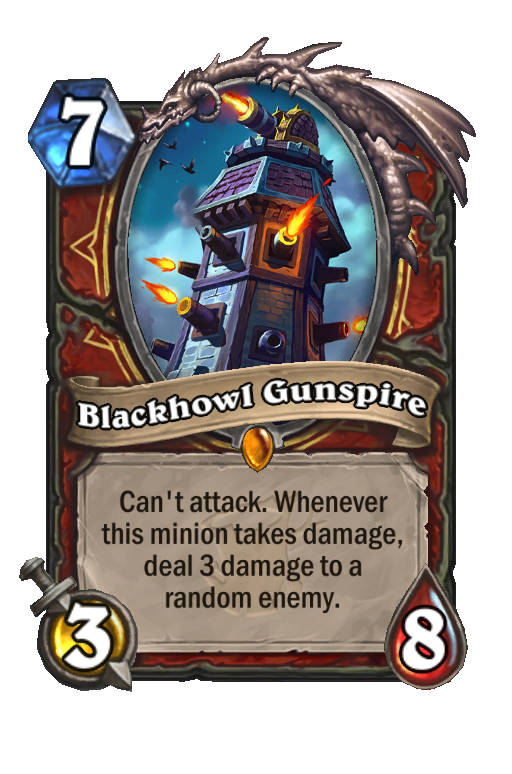 7
Blackhowl Gunspire
Can't attack. Whenever
this minion takes damage,
deal 3 damage to a
random enemy.
3
8